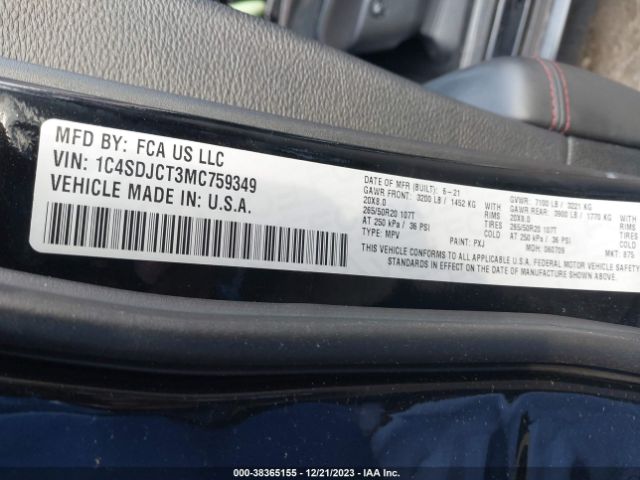 MFD BY: FCA US LLC
VIN: 1C4SDJCT3MC759349
VEHICLE MADE IN: U.S.A.
DATE OF MFR (BUILT): 6-21
GAWR FRONT: 3200 LB / 1452 KG WITH
20X8.0 RIMS
265/50R20 107T TIRES
AT 250 kPa / 36 PSI COLD
TYPE: MPV PAINT: PXJ
GVWR: 7100 LB / 3221 KG
GAWR REAR: 3900 LB / 1770 KG WITH
20X8.0 RIMS
265/50R20 107T TIRES
AT 250 kPa / 36 PSI COLD
MDH: 060709 MKT: 875
THIS VEHICLE CONFORMS TO ALL APPLICABLE U.S.A. FEDERAL MOTOR VEHICLE SAFETY
STANDARDS IN EFFECT ON THE DATE OF MANUFACTURE SHOWN ABOVE.
000-38365155 - 12/21/2023 - IAA Inc.